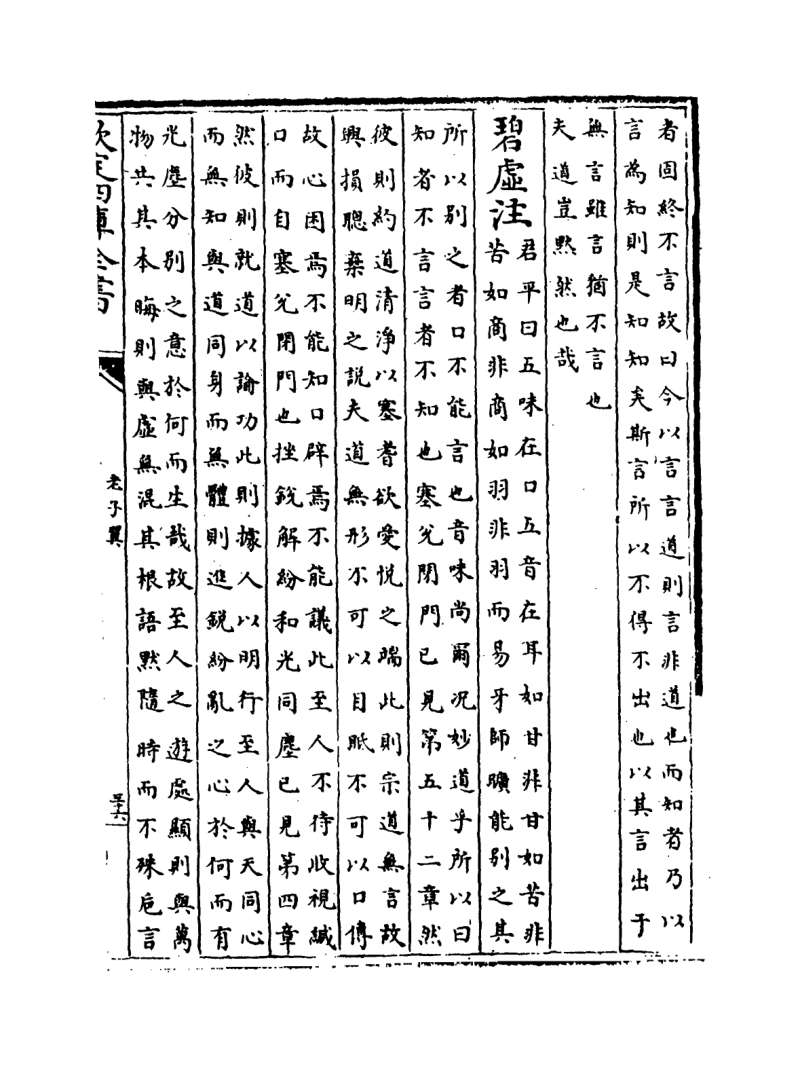 者固終不言故曰今以言言道則言非道也而知者乃以
言為知則是知知矣斯言所以不得不出也以其言出于
無言雖言猶不言也
夫道豈黙然也哉
碧虛注
君平曰五味在口五音在耳如甘非甘如苦非
苦如商非商如羽非羽而易牙師曠能别之其
所以别之者口不能言也音味尚爾况妙道乎所以曰
知者不言言者不知也塞兊閉門已見第五十二章然
彼則約道清浄以塞耆欲愛悦之端此則宗道無言故
興損聰棄明之説夫道無形不可以目眂不可以口傳
故心困焉不能知口辟焉不能議此至人不待收視緘
口而自塞兊閉門也挫鋭解紛和光同塵已見第四章
然彼則就道以論功此則據人以明行至人與天同心
而無知與道同身而無體則進鋭紛亂之心於何而有
光塵分别之意於何而生哉故至人之遊處顯則與萬
物共其本晦則與虛無混其根語黙隨時而不殊巵言
欽定四庫全書
老子翼